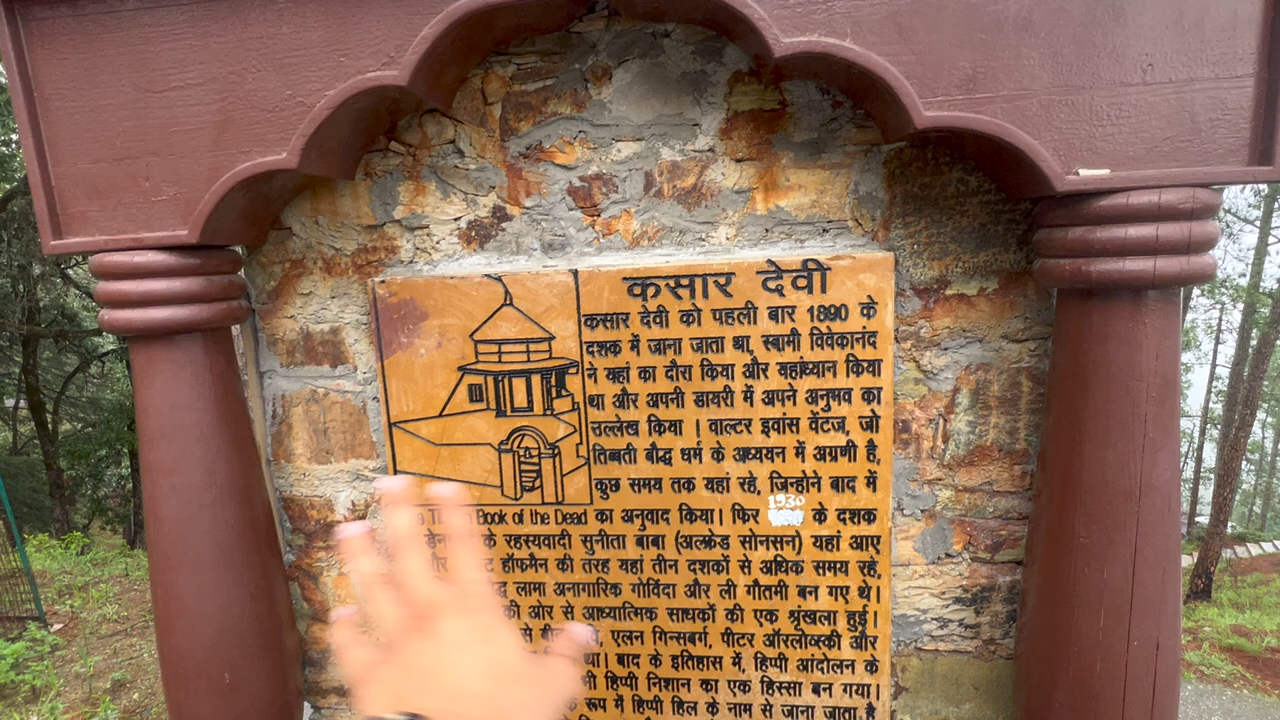 कसार देवी
कसार देवी को पहली बार 1890 के
दशक में जाना जाता था, स्वामी विवेकानंद
ने यहां का दौरा किया और यहांध्यान किया
था और अपनी डायरी में अपने अनुभव का
उल्लेख किया । वाल्टर इवांस वेंटज, जो
तिब्बती बौद्ध धर्म के अध्ययन में अग्रणी है,
कुछ समय तक यहां रहे, जिन्होने बाद में
Book of the Dead का अनुवाद किया। फिर 1930 के दशक
के रहस्यवादी सुनीता बाबा (अल्फ्रेड सोनसन) यहां आए
हॉफमैन की तरह यहां तीन दशकों से अधिक समय रहे,
लामा अनागारिक गोविंदा और ली गौतमी बन गए थे।
की ओर से आध्यात्मिक साधकों की एक श्रृंखला हुई।
से एलन गिन्सबर्ग, पीटर ऑरलोव्स्की और
था। बाद के इतिहास में, हिप्पी आंदोलन के
हिप्पी निशान का एक हिस्सा बन गया।
रूप में हिप्पी हिल के नाम से जाना जाता है